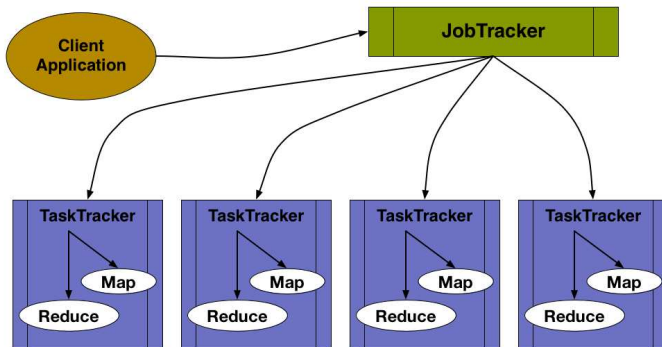 Client
Application
JobTracker
TaskTracker
Map
Reduce
TaskTracker
Map
Reduce
TaskTracker
Map
Reduce
TaskTracker
Map
Reduce